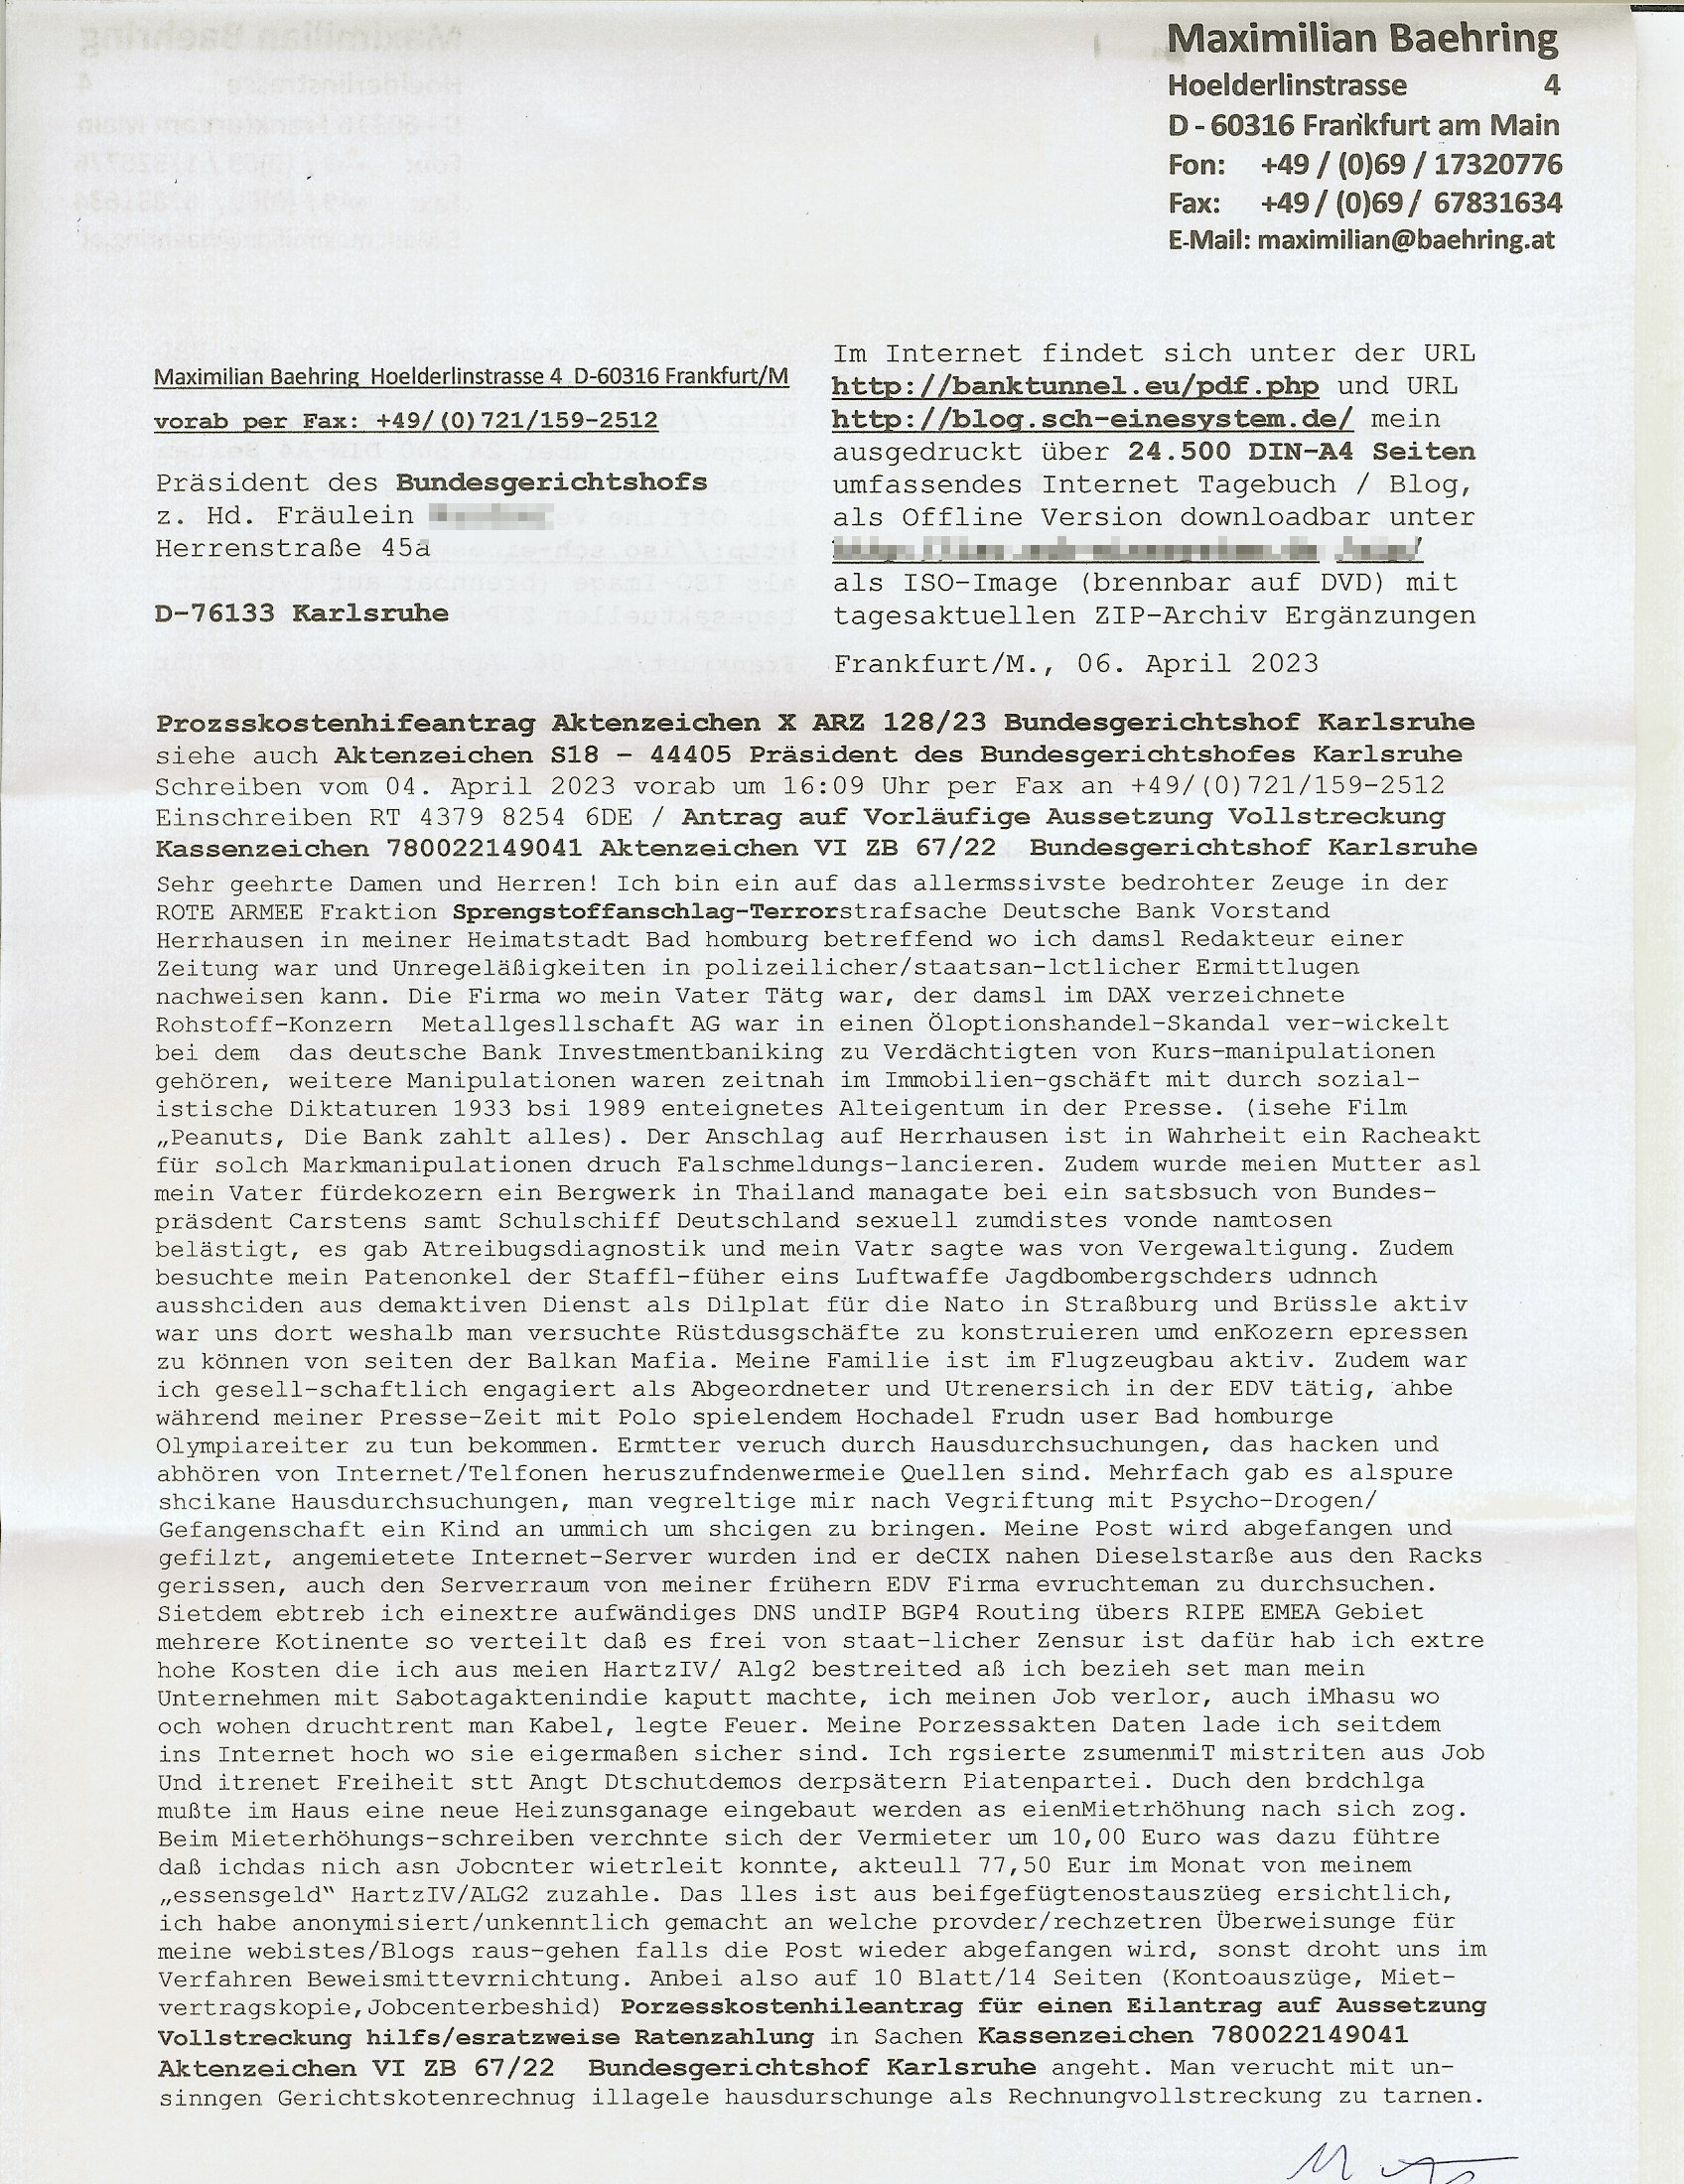 Maximilian Baehring
Hoelderlinstrasse 4
D - 60316 Frankfurt am Main
Fon: +49 / (0)69 / 17320776
Fax: +49 / (0)69 / 67831634
E-Mail: maximilian@baehring.at
Maximilian Baehring Hoelderlinstrasse 4 D-60316 Frankfurt/M
vorab per Fax: +49/(0)721/159-2512
Präsident des Bundesgerichtshofs
z. Hd. Fräulein
Herrenstraße 45a
D-76133 Karlsruhe
Im Internet findet sich unter der URL
http://banktunnel.eu/pdf.php und URL
http://blog.sch-einesystem.de/ mein
ausgedruckt über 24.500 DIN-A4 Seiten
umfassendes Internet Tagebuch / Blog,
als Offline Version downloadbar unter
als ISO-Image (brennbar auf DVD) mit
tagesaktuellen ZIP-Archiv Ergänzungen
Frankfurt/M., 06. April 2023
Prozsskostenhifeantrag Aktenzeichen X ARZ 128/23 Bundesgerichtshof Karlsruhe
siehe auch Aktenzeichen S18 - 44405 Präsident des Bundesgerichtshofes Karlsruhe
Schreiben vom 04. April 2023 vorab um 16:09 Uhr per Fax an +49/(0)721/159-2512
Einschreiben RT 4379 8254 6DE / Antrag auf Vorläufige Aussetzung Vollstreckung
Kassenzeichen 780022149041 Aktenzeichen VI ZB 67/22 Bundesgerichtshof Karlsruhe
Sehr geehrte Damen und Herren! Ich bin ein auf das allermssivste bedrohter Zeuge in der
ROTE ARMEE Fraktion Sprengstoffanschlag-Terrorstrafsache Deutsche Bank Vorstand
Herrhausen in meiner Heimatstadt Bad homburg betreffend wo ich damsl Redakteur einer
Zeitung war und Unregeläßigkeiten in polizeilicher/staatsan-lctlicher Ermittlugen
nachweisen kann. Die Firma wo mein Vater Tätg war, der damsl im DAX verzeichnete
Rohstoff-Konzern Metallgesllschaft AG war in einen Öloptionshandel-Skandal ver-wickelt
bei dem das deutsche Bank Investmentbaniking zu Verdächtigten von Kurs-manipulationen
gehören, weitere Manipulationen waren zeitnah im Immobilien-gschäft mit durch sozial-
istische Diktaturen 1933 bsi 1989 enteignetes Alteigentum in der Presse. (isehe Film
„Peanuts, Die Bank zahlt alles). Der Anschlag auf Herrhausen ist in Wahrheit ein Racheakt
für solch Markmanipulationen druch Falschmeldungs-lancieren. Zudem wurde meien Mutter asl
mein Vater fürdekozern ein Bergwerk in Thailand managate bei ein satsbsuch von Bundes-
präsdent Carstens samt Schulschiff Deutschland sexuell zumdistes vonde namtosen
belästigt, es gab Atreibugsdiagnostik und mein Vatr sagte was von Vergewaltigung. Zudem
besuchte mein Patenonkel der Staffl-füher eins Luftwaffe Jagdbombergschders udnnch
ausshciden aus demaktiven Dienst als Dilplat für die Nato in Straßburg und Brüssle aktiv
war uns dort weshalb man versuchte Rüstdusgschäfte zu konstruieren umd enKozern epressen
zu können von seiten der Balkan Mafia. Meine Familie ist im Flugzeugbau aktiv. Zudem war
ich gesell-schaftlich engagiert als Abgeordneter und Utrenersich in der EDV tätig, ahbe
während meiner Presse-Zeit mit Polo spielendem Hochadel Frudn user Bad homburge
Olympiareiter zu tun bekommen. Ermtter veruch durch Hausdurchsuchungen, das hacken und
abhören von Internet/Telfonen heruszufndenwermeie Quellen sind. Mehrfach gab es alspure
shcikane Hausdurchsuchungen, man vegreltige mir nach Vegriftung mit Psycho-Drogen/
Gefangenschaft ein Kind an ummich um shcigen zu bringen. Meine Post wird abgefangen und
gefilzt, angemietete Internet-Server wurden ind er deCIX nahen Dieselstarße aus den Racks
gerissen, auch den Serverraum von meiner frühern EDV Firma evruchteman zu durchsuchen.
Sietdem ebtreb ich einextre aufwändiges DNS undIP BGP4 Routing übers RIPE EMEA Gebiet
mehrere Kotinente so verteilt daß es frei von staat-licher Zensur ist dafür hab ich extre
hohe Kosten die ich aus meien HartzIV/ Alg2 bestreited aß ich bezieh set man mein
Unternehmen mit Sabotagaktenindie kaputt machte, ich meinen Job verlor, auch iMhasu wo
och wohen druchtrent man Kabel, legte Feuer. Meine Porzessakten Daten lade ich seitdem
ins Internet hoch wo sie eigermaßen sicher sind. Ich rgsierte zsumenmiT mistriten aus Job
Und itrenet Freiheit stt Angt Dtschutdemos derpsätern Piatenpartei. Duch den brdchlga
mußte im Haus eine neue Heizunsganage eingebaut werden as eienMietrhöhung nach sich zog.
Beim Mieterhöhungs-schreiben verchnte sich der Vermieter um 10,00 Euro was dazu fühtre
daß ichdas nich asn Jobcnter wietrleit konnte, akteull 77,50 Eur im Monat von meinem
„essensgeld“ HartzIV/ALG2 zuzahle. Das lles ist aus beifgefügtenostauszüeg ersichtlich,
ich habe anonymisiert/unkenntlich gemacht an welche provder/rechzetren Überweisunge für
meine webistes/Blogs raus-gehen falls die Post wieder abgefangen wird, sonst droht uns im
Verfahren Beweismittevrnichtung. Anbei also auf 10 Blatt/14 Seiten (Kontoauszüge, Miet-
vertragskopie,Jobcenterbeshid) Porzesskostenhileantrag für einen Eilantrag auf Aussetzung
Vollstreckung hilfs/esratzweise Ratenzahlung in Sachen Kassenzeichen 780022149041
Aktenzeichen VI ZB 67/22 Bundesgerichtshof Karlsruhe angeht. Man verucht mit un-
sinngen Gerichtskotenrechnug illagele hausdurschunge als Rechnungvollstreckung zu tarnen.